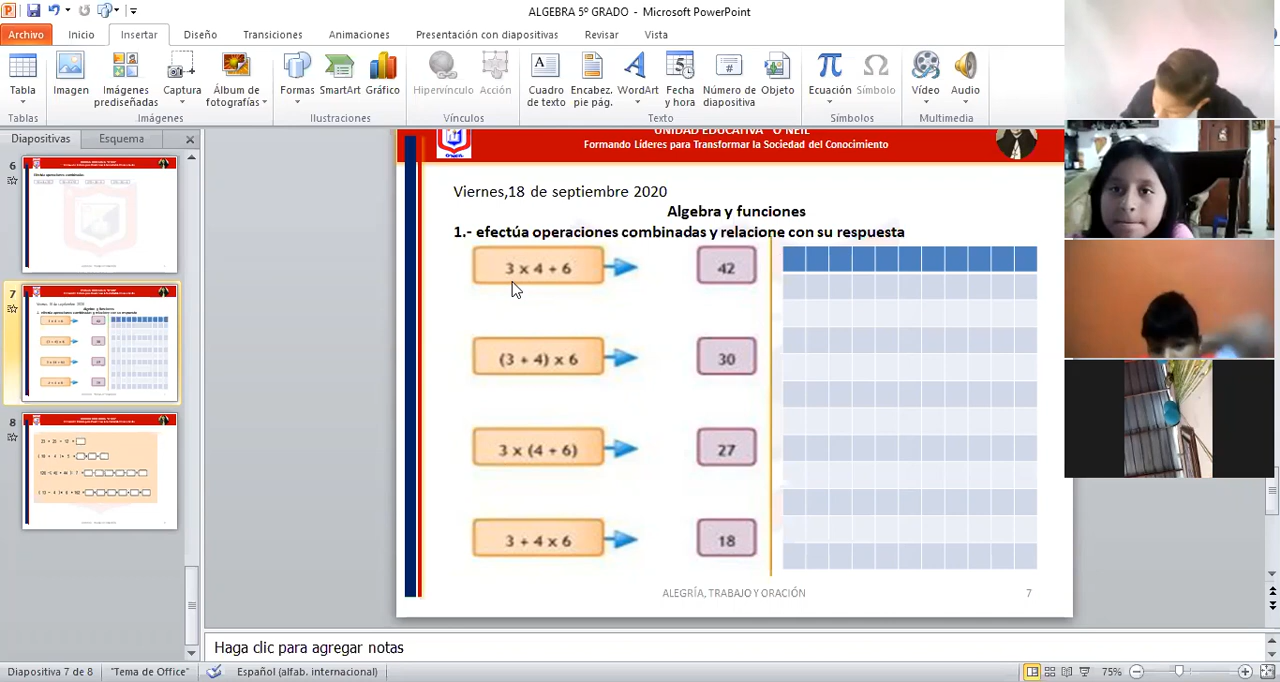 ALGEBRA 5º GRADO - Microsoft PowerPoint
Archivo Inicio Insertar Diseño Transiciones Animaciones Presentación con diapositivas Revisar Vista
Tabla Imagen Imágenes prediseñadas Captura Álbum de fotografías Formas SmartArt Gráfico Hipervínculo Acción Cuadro de texto Encabez. pie pág. WordArt Fecha y hora Número de diapositiva Objeto Ecuación Símbolo Vídeo Audio
Tablas Imágenes Ilustraciones Vínculos Texto Símbolos Multimedia
Diapositivas Esquema
6
7
8
UNIDAD EDUCATIVA "O'NEIL"
Formando Líderes para Transformar la Sociedad del Conocimiento
Viernes,18 de septiembre 2020
Algebra y funciones
1.- efectúa operaciones combinadas y relacione con su respuesta
3 x 4 + 6 42
(3 + 4) x 6 30
3 x (4 + 6) 27
3 + 4 x 6 18
ALEGRÍA, TRABAJO Y ORACIÓN 7
Haga clic para agregar notas
Diapositiva 7 de 8 "Tema de Office" Español (alfab. internacional) 75%